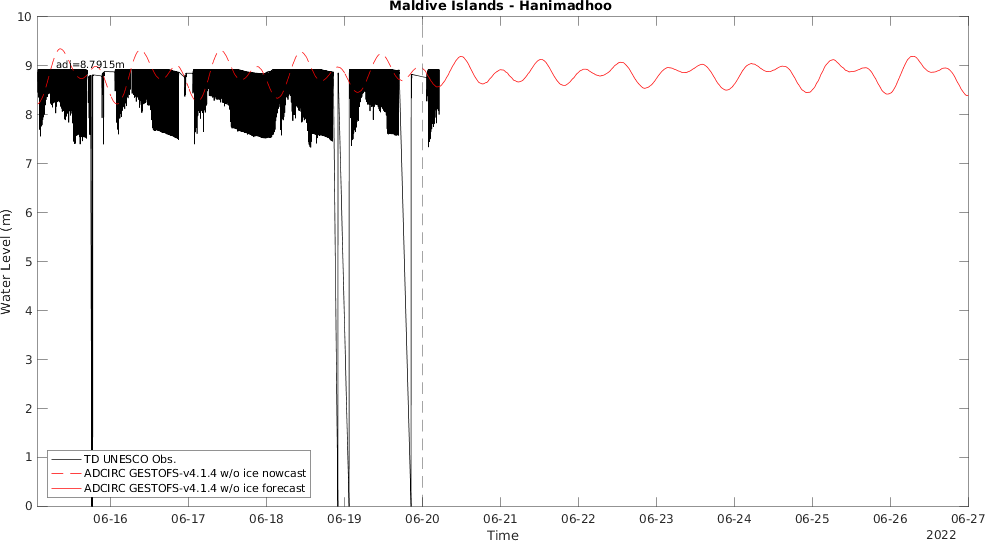 Maldive Islands - Hanimadhoo
Water Level (m)
10
9
8
7
6
5
4
3
2
1
0
adj=8.7915m
TD UNESCO Obs.
ADCIRC GESTOFS-v4.1.4 w/o ice nowcast
ADCIRC GESTOFS-v4.1.4 w/o ice forecast
06-16 06-17 06-18 06-19 06-20 06-21 06-22 06-23 06-24 06-25 06-26 06-27
Time
2022